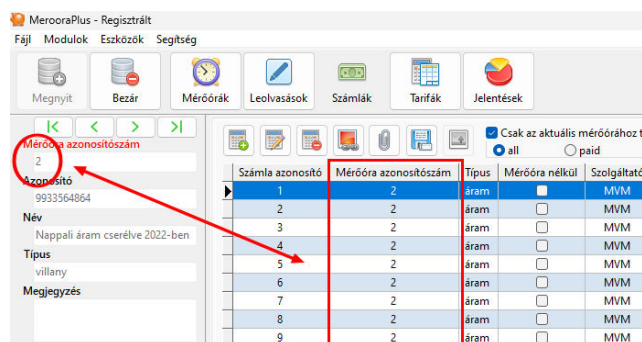 MerooraPlus - Regisztrált
Fájl Modulok Eszközök Segítség
Megnyit Bezár Mérőórák Leolvasások Számlák Tarifák Jelentések
Mérőóra azonosítószám
2
Azonosító
9933564864
Név
Nappali áram cserélve 2022-ben
Típus
villany
Megjegyzés
Csak az aktuális mérőórához
all paid
Számla azonosító Mérőóra azonosítószám Típus Mérőóra nélkül Szolgáltató
1 2 áram MVM
2 2 áram MVM
3 2 áram MVM
4 2 áram MVM
5 2 áram MVM
6 2 áram MVM
7 2 áram MVM
8 2 áram MVM
9 2 áram MVM